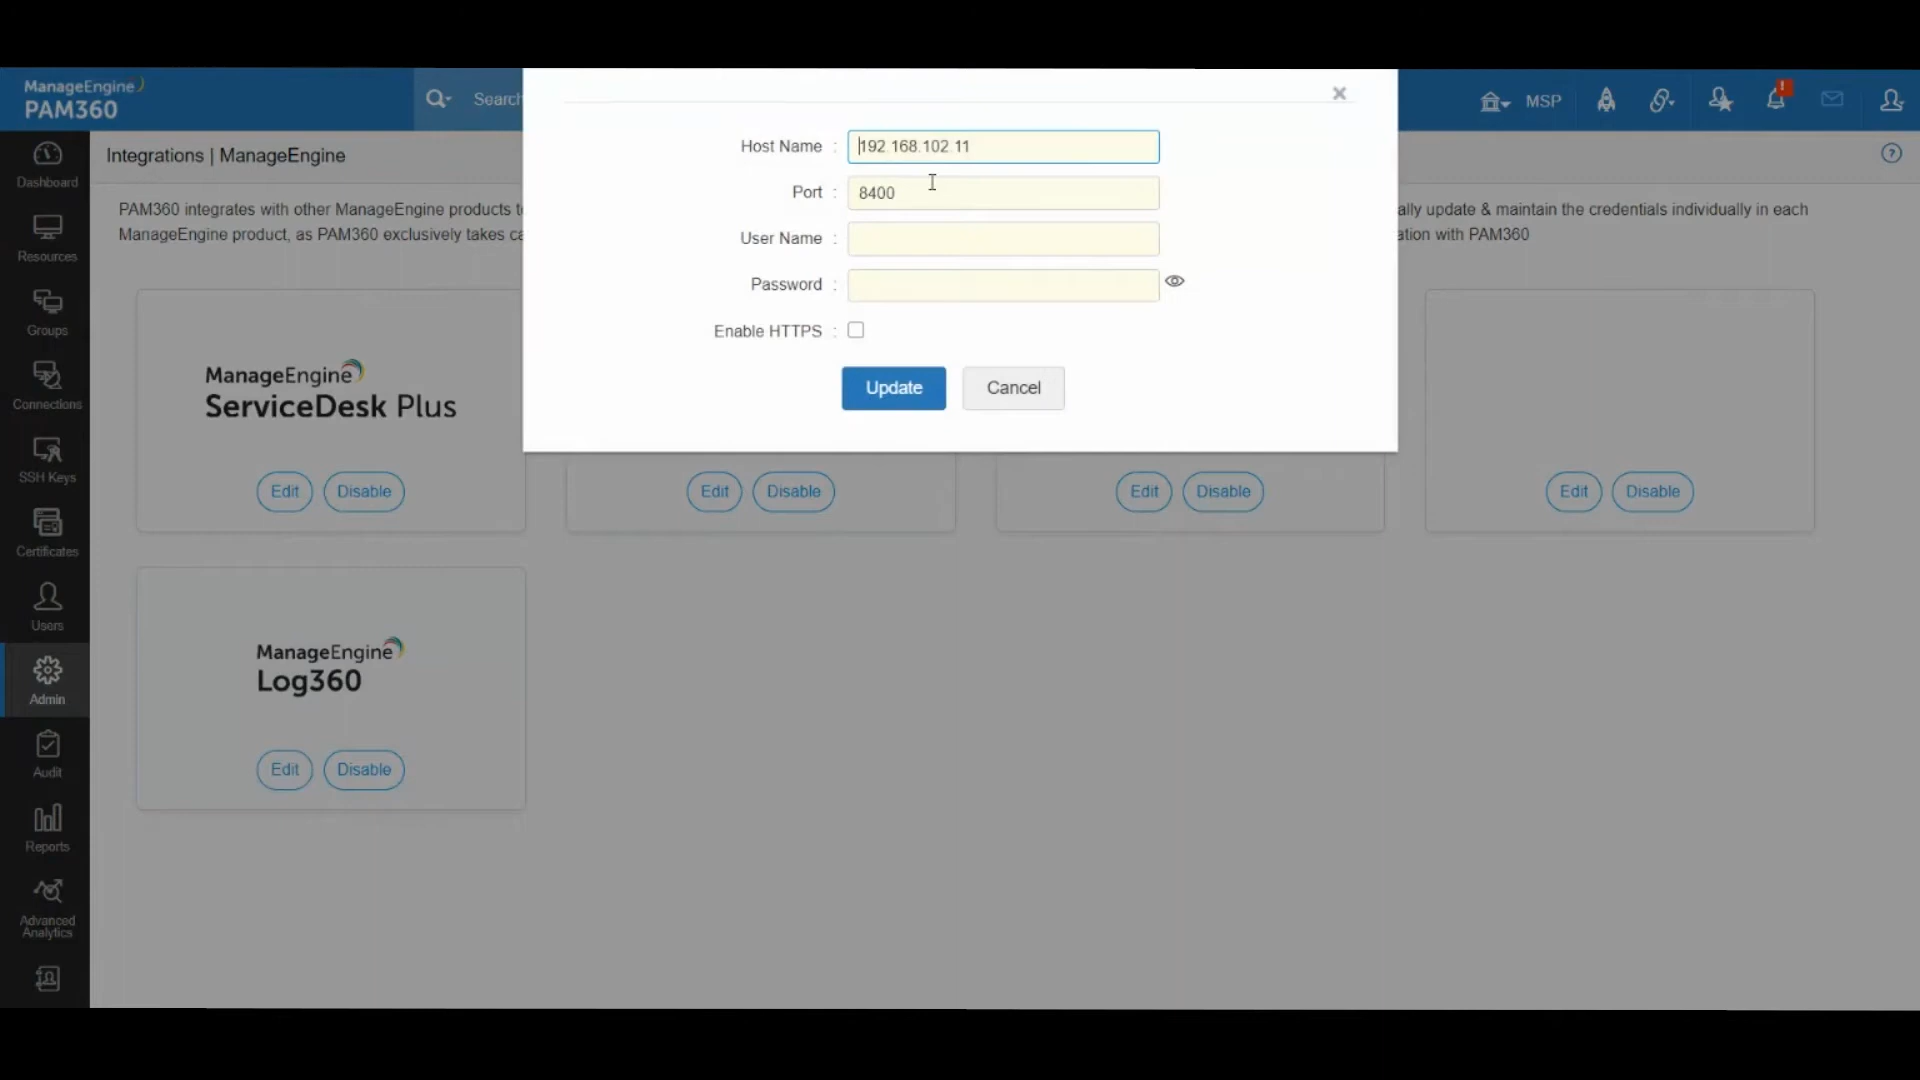 ManageEngine
PAM360
Search
MSP
!
Dashboard
Resources
Groups
Connections
SSH Keys
Certificates
Users
Admin
Audit
Reports
Advanced
Analytics
Integrations | ManageEngine
?
PAM360 integrates with other ManageEngine products t
ally update & maintain the credentials individually in each
ManageEngine product, as PAM360 exclusively takes ca
ation with PAM360
Host Name : 192.168.102.11
Port : 8400
User Name :
Password :
Enable HTTPS :
Update Cancel
ManageEngine
ServiceDesk Plus
Edit Disable
Edit Disable
Edit Disable
Edit Disable
ManageEngine
Log360
Edit Disable